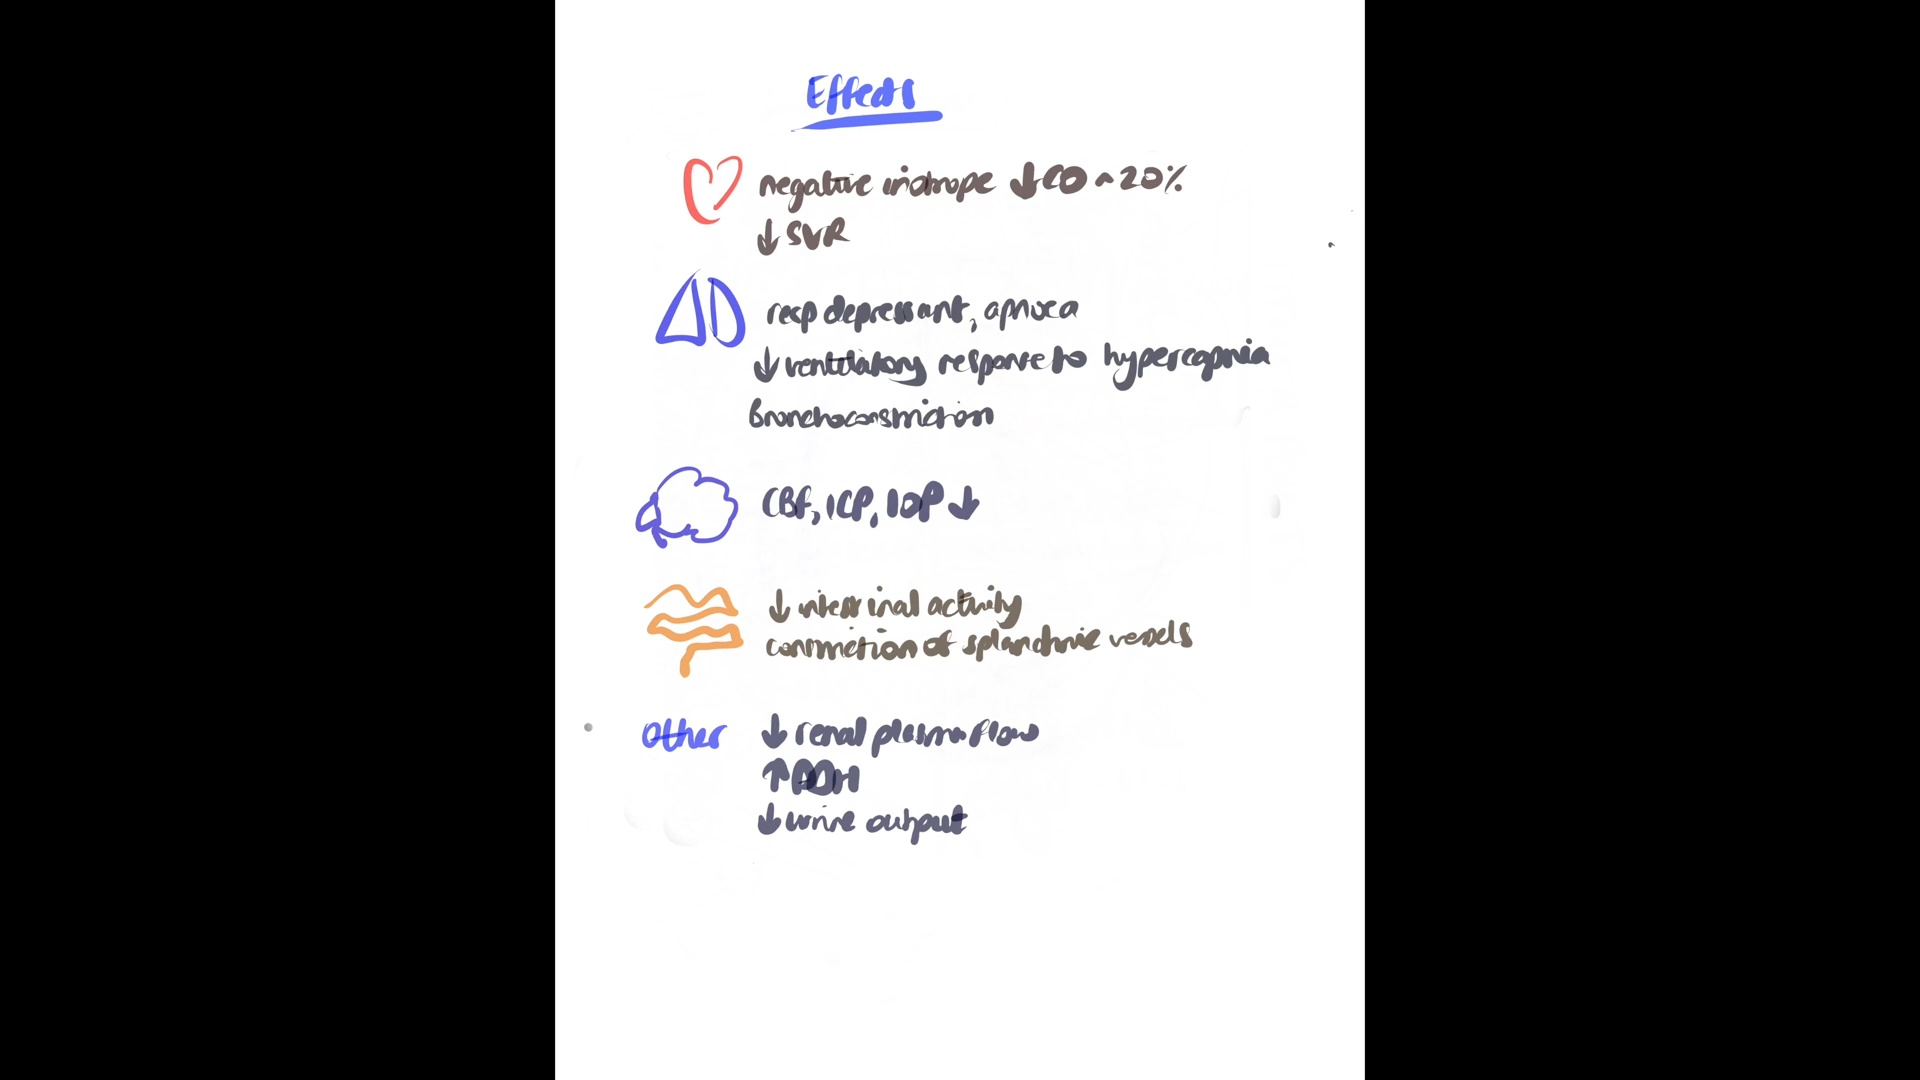 Effects
negative inotrope ↓CO ~20%
↓ SVR
resp depressant, apnoea
↓ ventilatory response to hypercapnia
Bronchoconstriction
CBF, ICP, IOP ↓
↓ intestinal activity
constriction of splanchnic vessels
Other ↓ renal plasma flow
↑ADH
↓ urine output